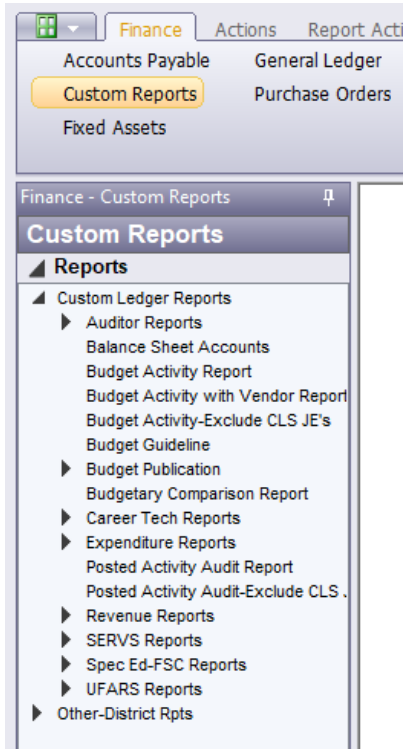 Finance Actions Report Acti
Accounts Payable General Ledger
Custom Reports Purchase Orders
Fixed Assets
Finance - Custom Reports
Custom Reports
Reports
Custom Ledger Reports
Auditor Reports
Balance Sheet Accounts
Budget Activity Report
Budget Activity with Vendor Report
Budget Activity-Exclude CLS JE's
Budget Guideline
Budget Publication
Budgetary Comparison Report
Career Tech Reports
Expenditure Reports
Posted Activity Audit Report
Posted Activity Audit-Exclude CLS
Revenue Reports
SERVS Reports
Spec Ed-FSC Reports
UFARS Reports
Other-District Rpts